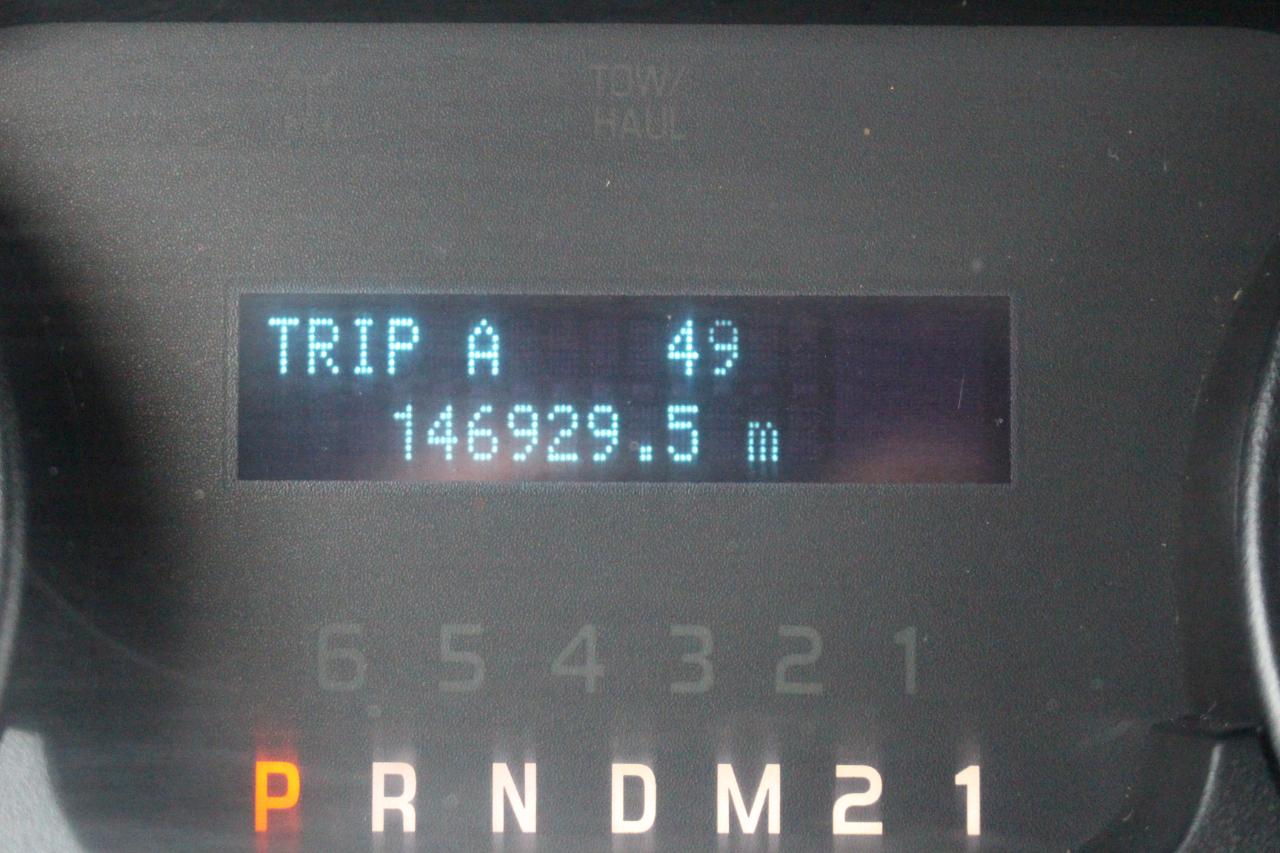 TOW/
HAUL
TRIP A 49
146929.5 m
6 5 4 3 2 1
P R N D M 2 1